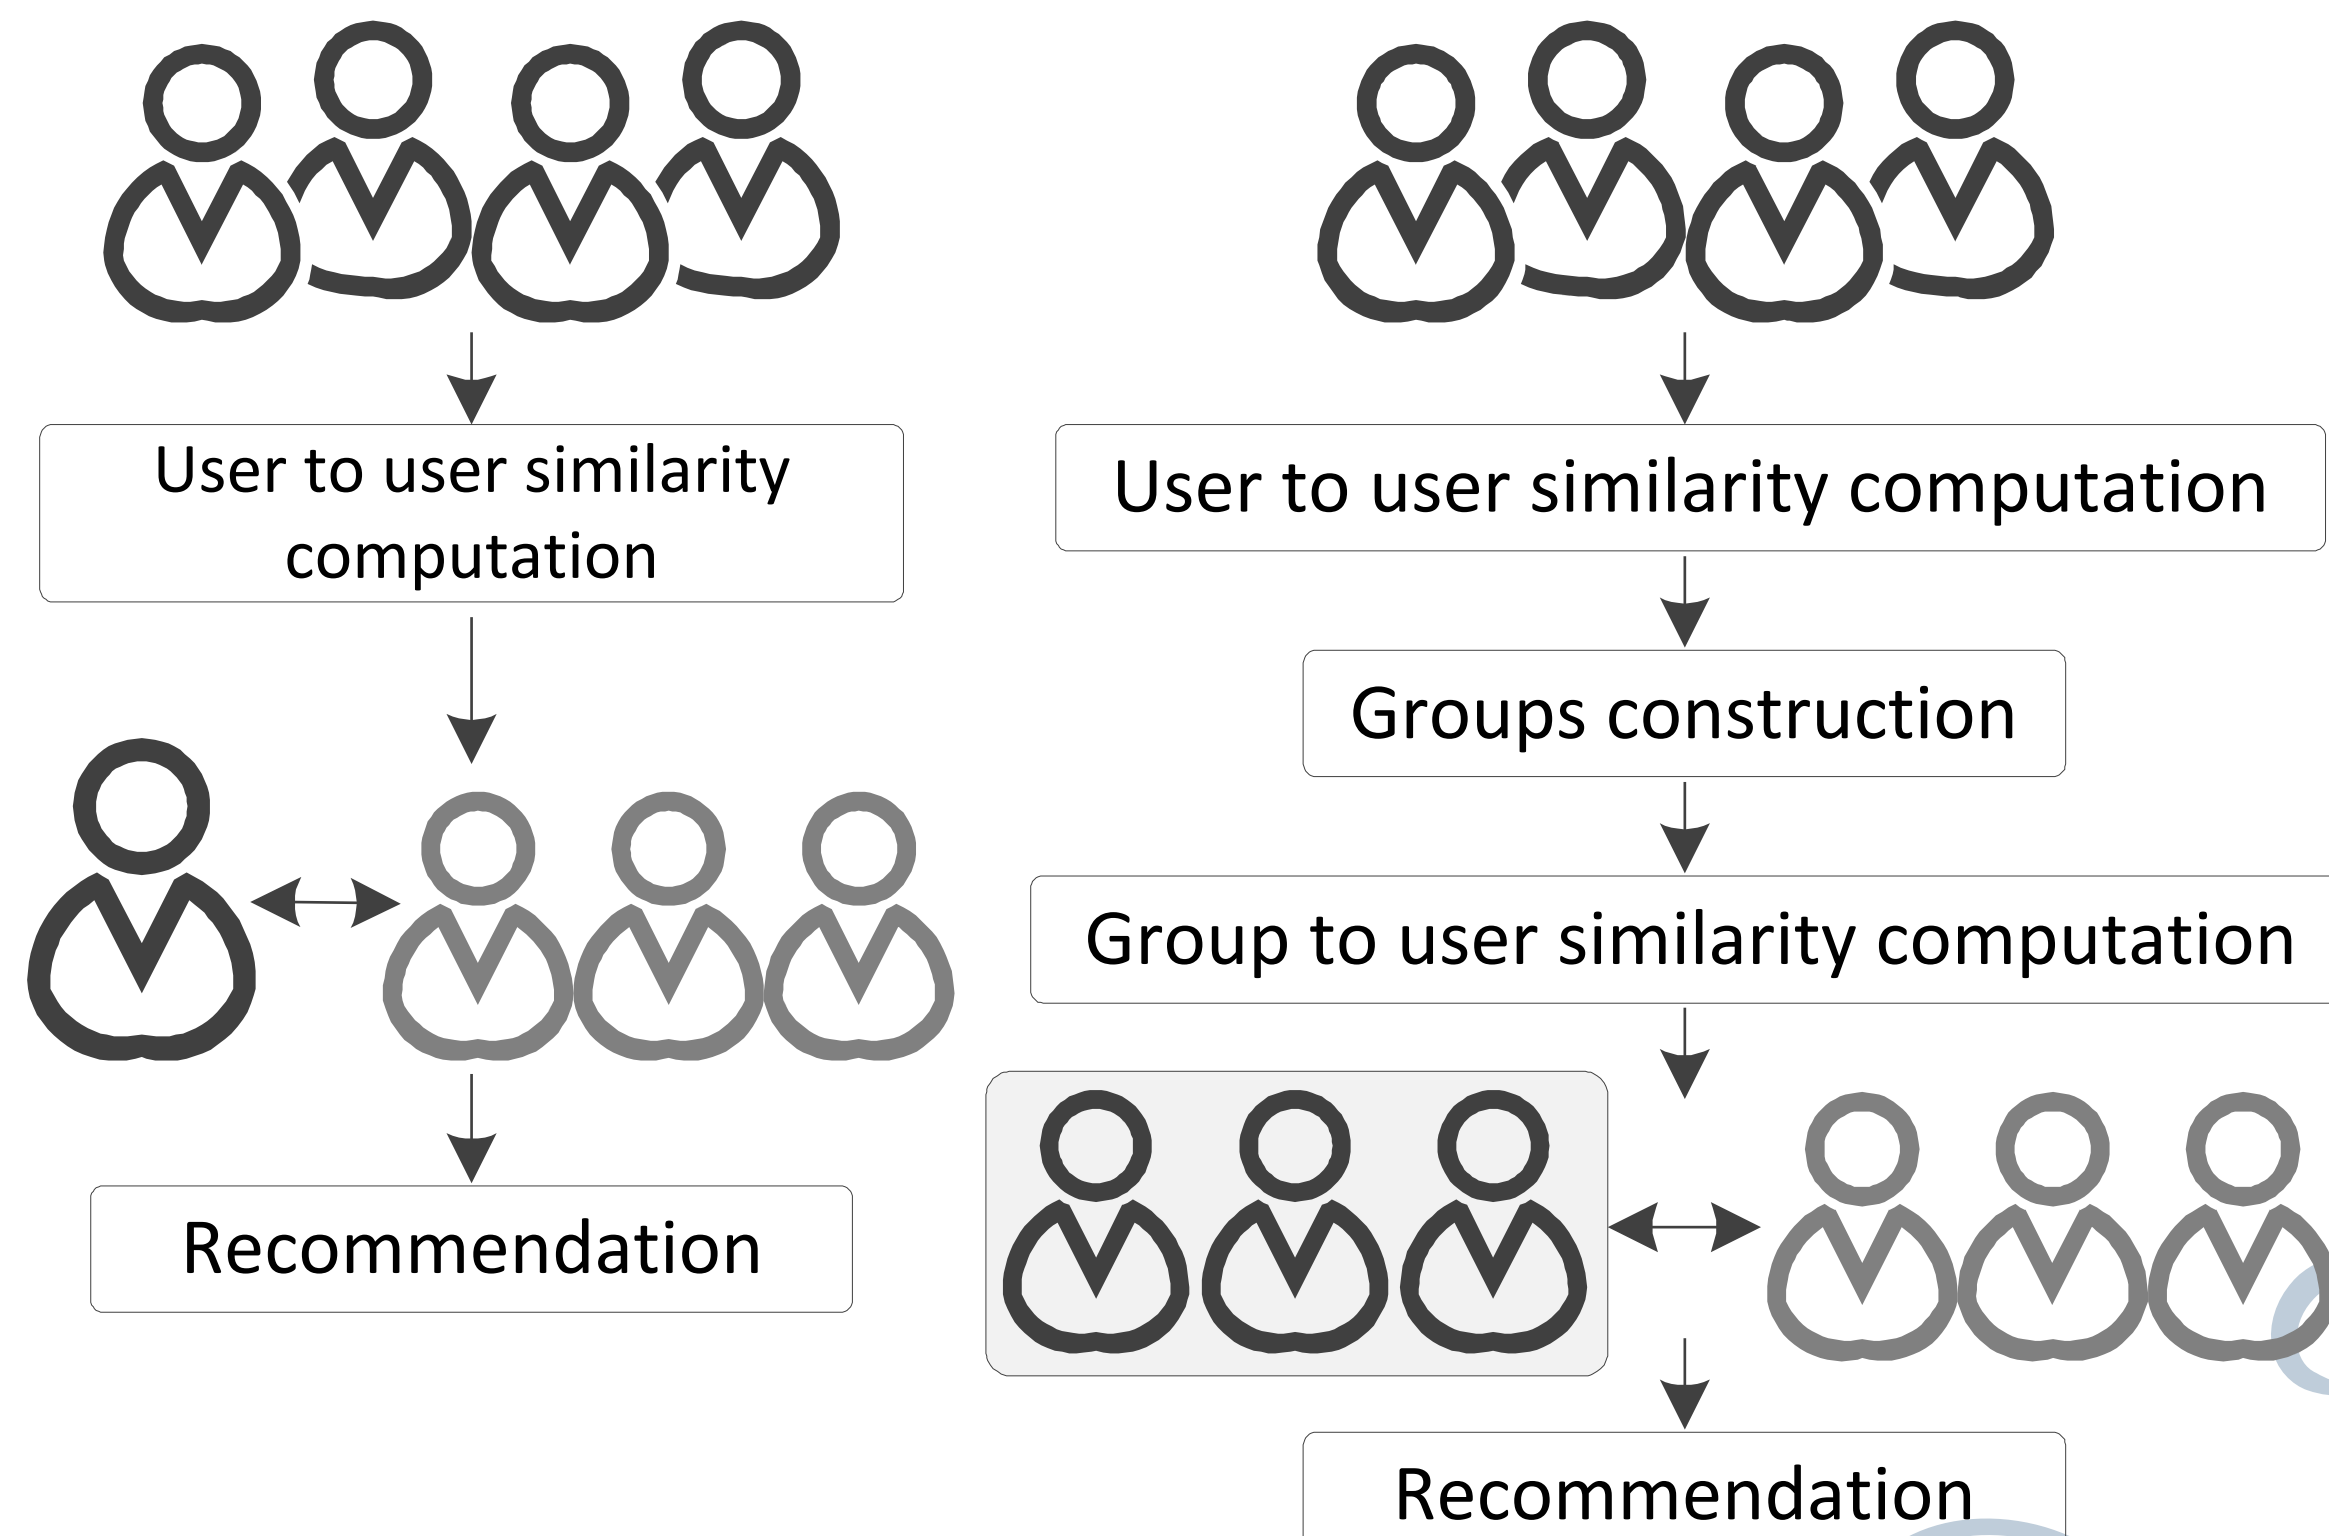 User to user similarity
computation
Recommendation
User to user similarity computation
Groups construction
Group to user similarity computation
Recommendation